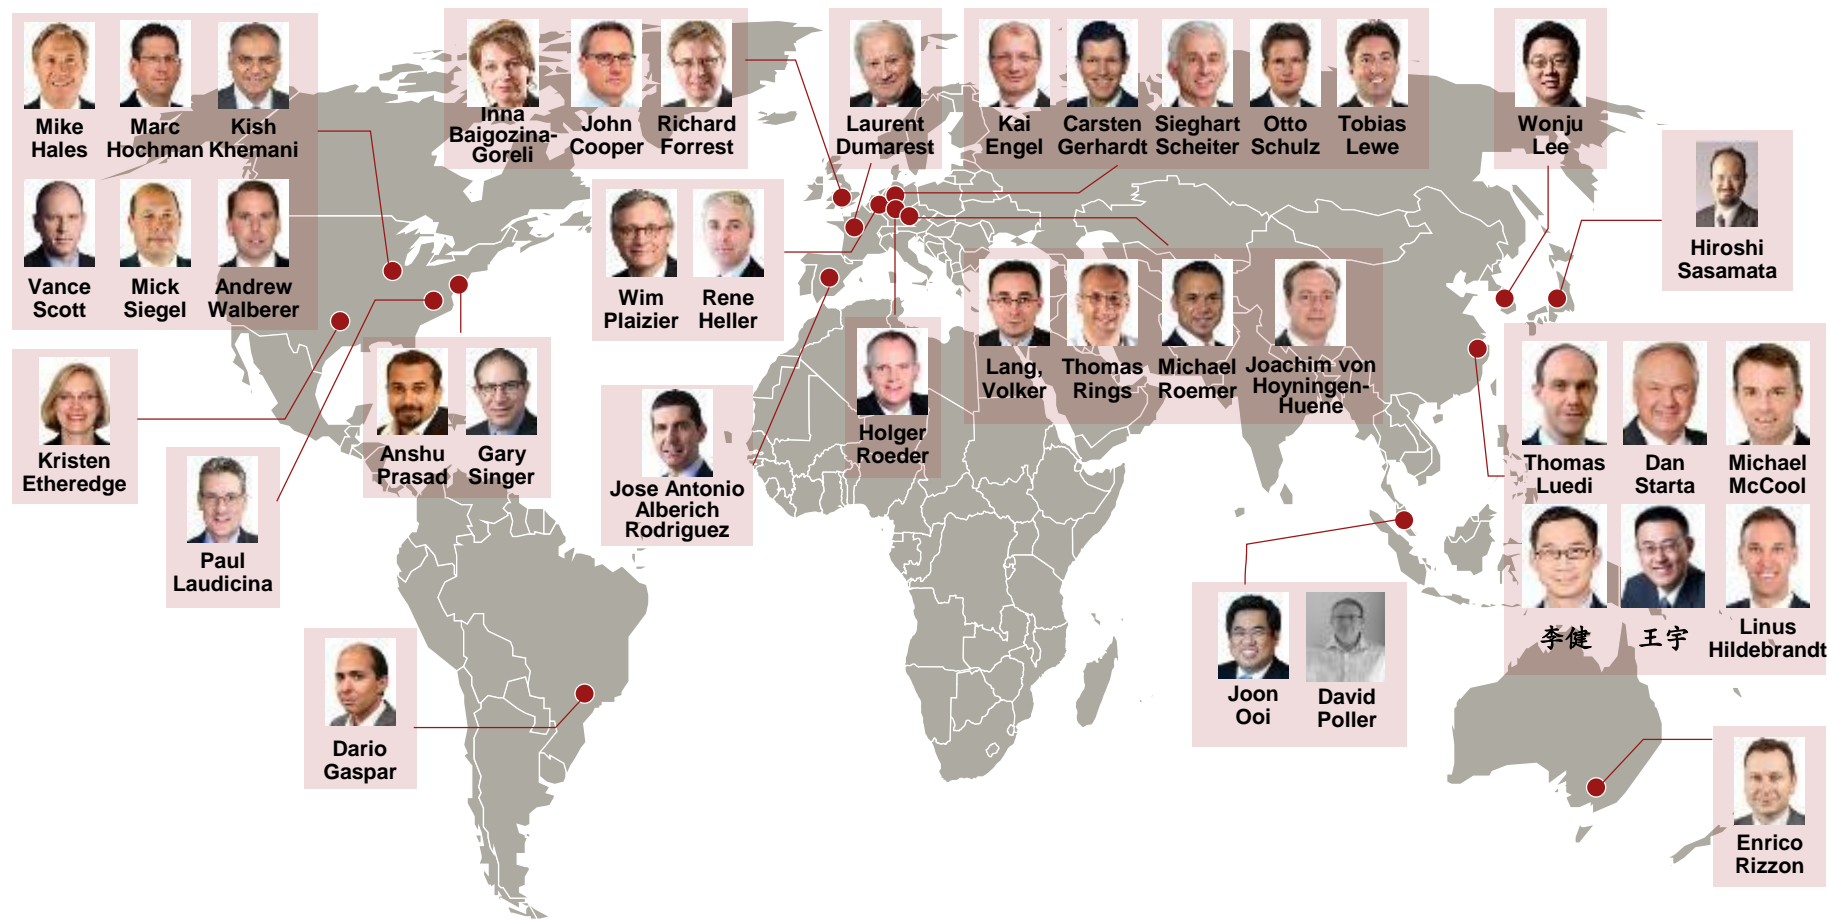 Mike
Hales
Marc
Hochman
Kish
Khemani
Vance
Scott
Mick
Siegel
Andrew
Walberer
Inna
Baigozina-
Goreli
John
Cooper
Richard
Forrest
Laurent
Dumarest
Kai
Engel
Carsten
Gerhardt
Sieghart
Scheiter
Otto
Schulz
Tobias
Lewe
Wonju
Lee
Hiroshi
Sasamata
Wim
Plaizier
Rene
Heller
Lang,
Volker
Thomas
Rings
Michael
Roemer
Joachim von
Hoyningen-
Huene
Kristen
Etheredge
Anshu
Prasad
Gary
Singer
Paul
Laudicina
Jose Antonio
Alberich
Rodriguez
Holger
Roeder
Thomas
Luedi
Dan
Starta
Michael
McCool
李健
王宇
Linus
Hildebrandt
Joon
Ooi
David
Poller
Dario
Gaspar
Enrico
Rizzon